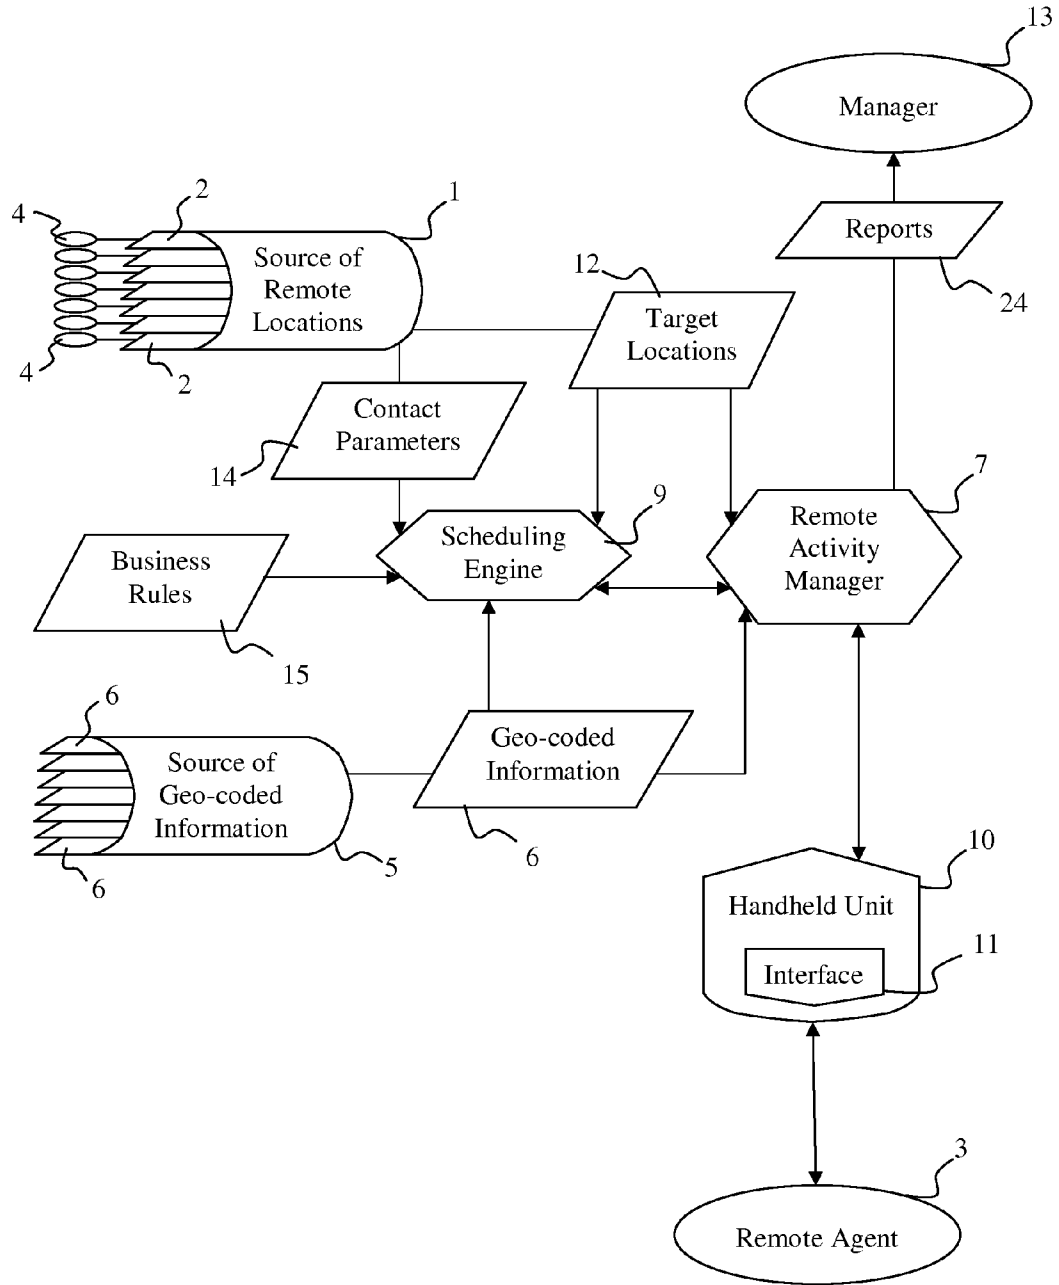 13
Manager
2
1
4
Source of
Remote
Locations
Reports
12
24
Target
Locations
4
2
Contact
Parameters
14
7
9
Remote
Activity
Manager
Scheduling
Engine
Business
Rules
15
6
Geo-coded
Information
Source of
Geo-coded
Information
6
5
6
10
Handheld Unit
11
Interface
3
Remote Agent